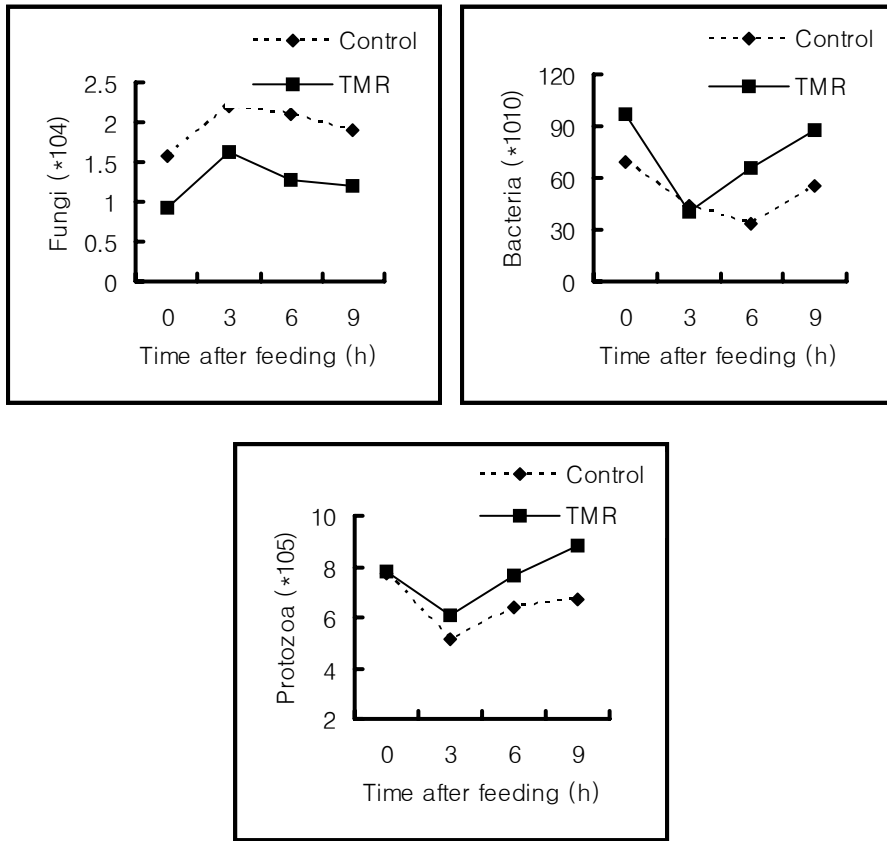 Control
TMR
2.5
2
1.5
1
0.5
0
Fungi (*104)
0 3 6 9
Time after feeding (h)
Control
TMR
120
90
60
30
0
Bacteria (*1010)
0 3 6 9
Time after feeding (h)
Control
TMR
10
8
6
4
2
Protozoa (*105)
0 3 6 9
Time after feeding (h)